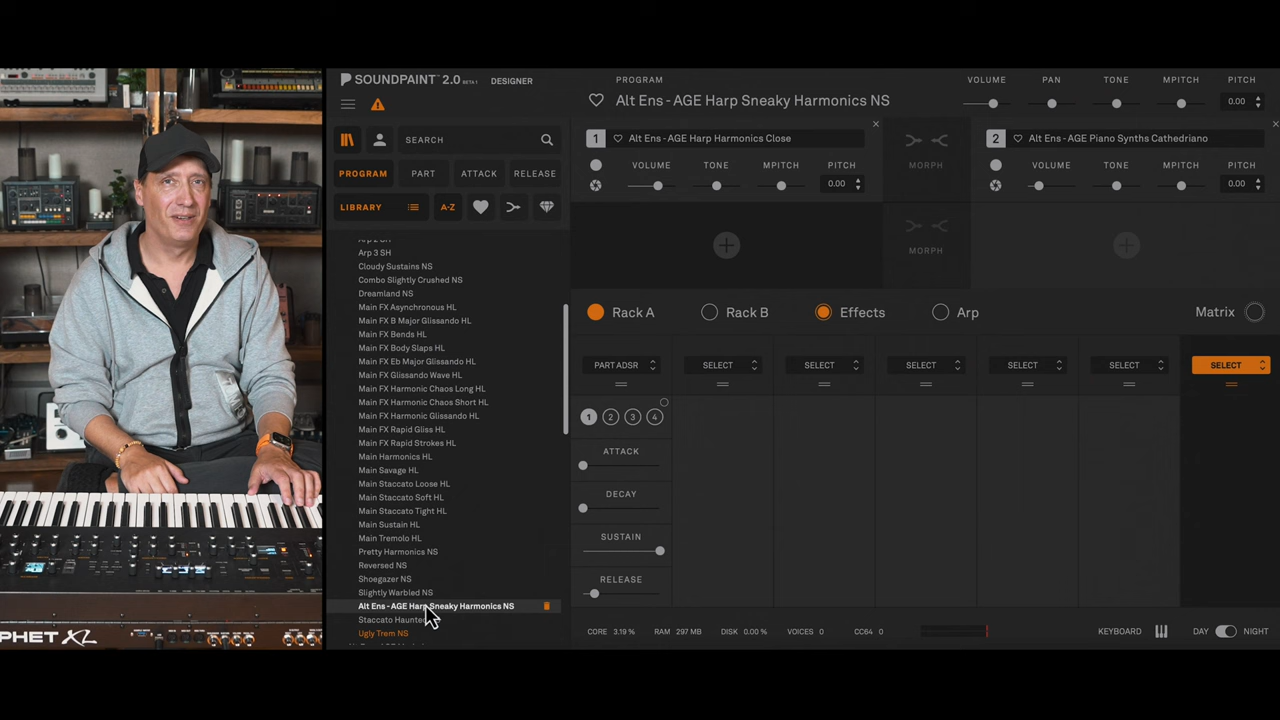 SOUNDPAINT™ 2.0 BETA 1 DESIGNER
SEARCH
PROGRAM PART ATTACK RELEASE
LIBRARY A-Z
Arp 2 SH
Arp 3 SH
Cloudy Sustains NS
Combo Slightly Crushed NS
Dreamland NS
Main FX Asynchronous HL
Main FX B Major Glissando HL
Main FX Bends HL
Main FX Body Slaps HL
Main FX Eb Major Glissando HL
Main FX Glissando Wave HL
Main FX Harmonic Chaos Long HL
Main FX Harmonic Chaos Short HL
Main FX Harmonic Glissando HL
Main FX Rapid Gliss HL
Main FX Rapid Strokes HL
Main Harmonics HL
Main Savage HL
Main Staccato Loose HL
Main Staccato Soft HL
Main Staccato Tight HL
Main Sustain HL
Main Tremolo HL
Pretty Harmonics NS
Reversed NS
Shoegazer NS
Slightly Warbled NS
Alt Ens - AGE Harp Sneaky Harmonics NS
Staccato Haunted
Ugly Trem NS
PROGRAM VOLUME PAN TONE MPITCH PITCH
Alt Ens - AGE Harp Sneaky Harmonics NS 0.00
1 Alt Ens - AGE Harp Harmonics Close
VOLUME TONE MPITCH PITCH
0.00
MORPH
MORPH
2 Alt Ens - AGE Piano Synths Cathedriano
VOLUME TONE MPITCH PITCH
0.00
Rack A Rack B Effects Arp Matrix
PART ADSR SELECT SELECT SELECT SELECT SELECT SELECT
1 2 3 4
ATTACK
DECAY
SUSTAIN
RELEASE
CORE 3.19 % RAM 297 MB DISK 0.00 % VOICES 0 CC64 0 KEYBOARD DAY NIGHT
PHET XL